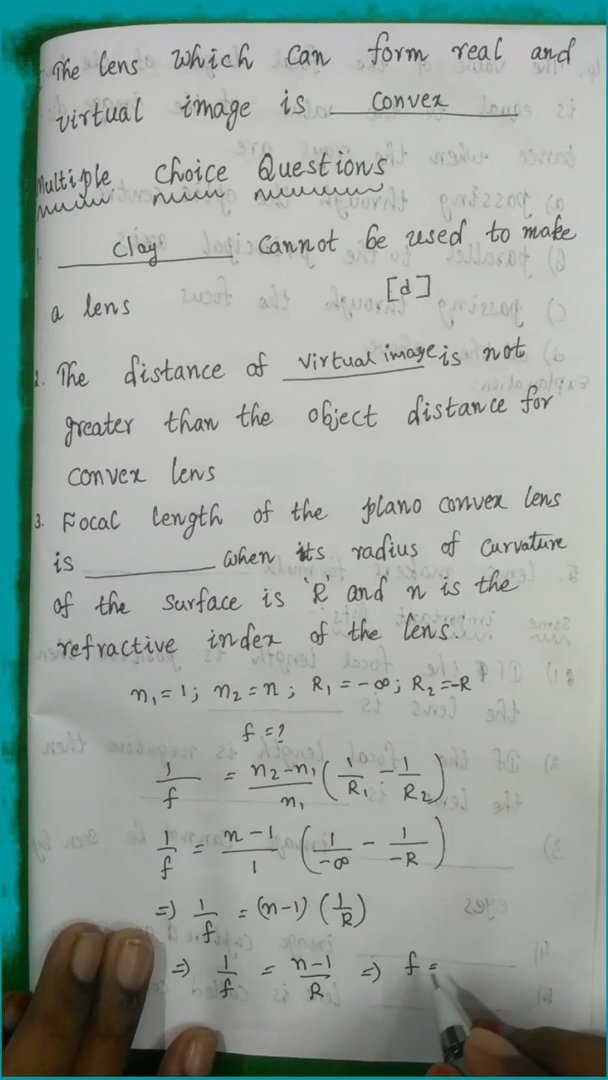 The lens which can form real and
virtual image is convex
Multiple Choice Questions
1. clay cannot be used to make
a lens [d]
2. The distance of virtual image is not
greater than the object distance for
convex lens
3. Focal length of the plano convex lens
is ________ when its radius of curvature
of the surface is 'R' and n is the
refractive index of the lens.
n₁ = 1; n₂ = n; R₁ = -∞; R₂ = -R
f = ?
1/f = n₂-n₁/n₁ (1/R₁ - 1/R₂)
1/f = n-1/1 (1/-∞ - 1/-R)
=> 1/f = (n-1) (1/R)
=> 1/f = n-1/R => f =